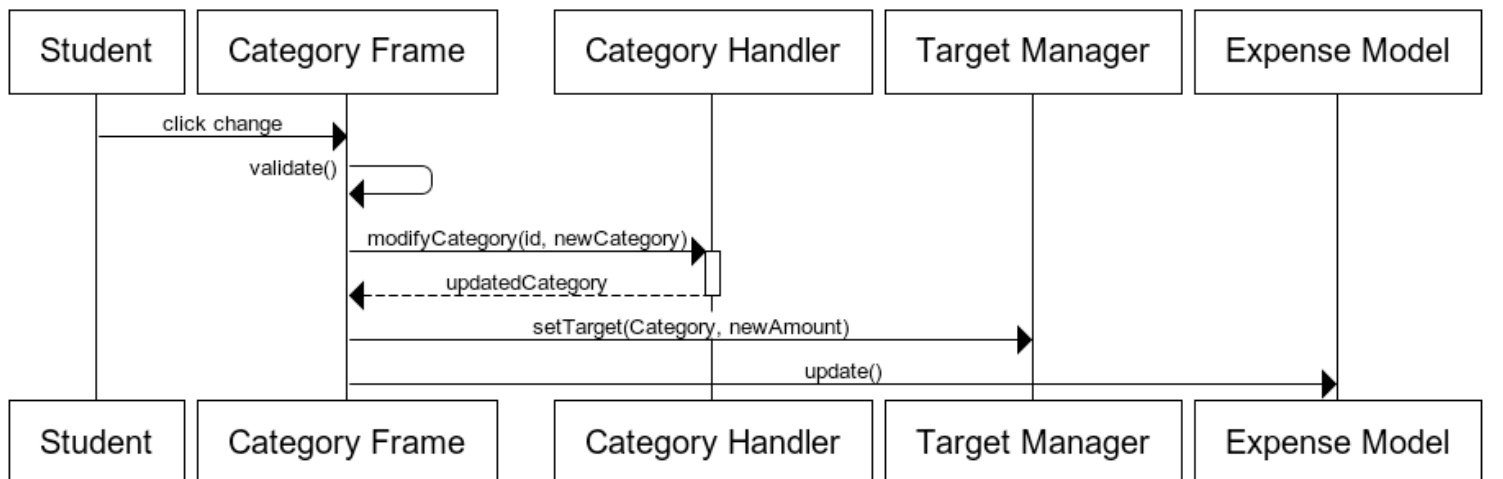 Student
Category Frame
Category Handler
Target Manager
Expense Model
click change
validate()
modifyCategory(id, newCategory)
updatedCategory
setTarget(Category, newAmount)
update()
Student
Category Frame
Category Handler
Target Manager
Expense Model